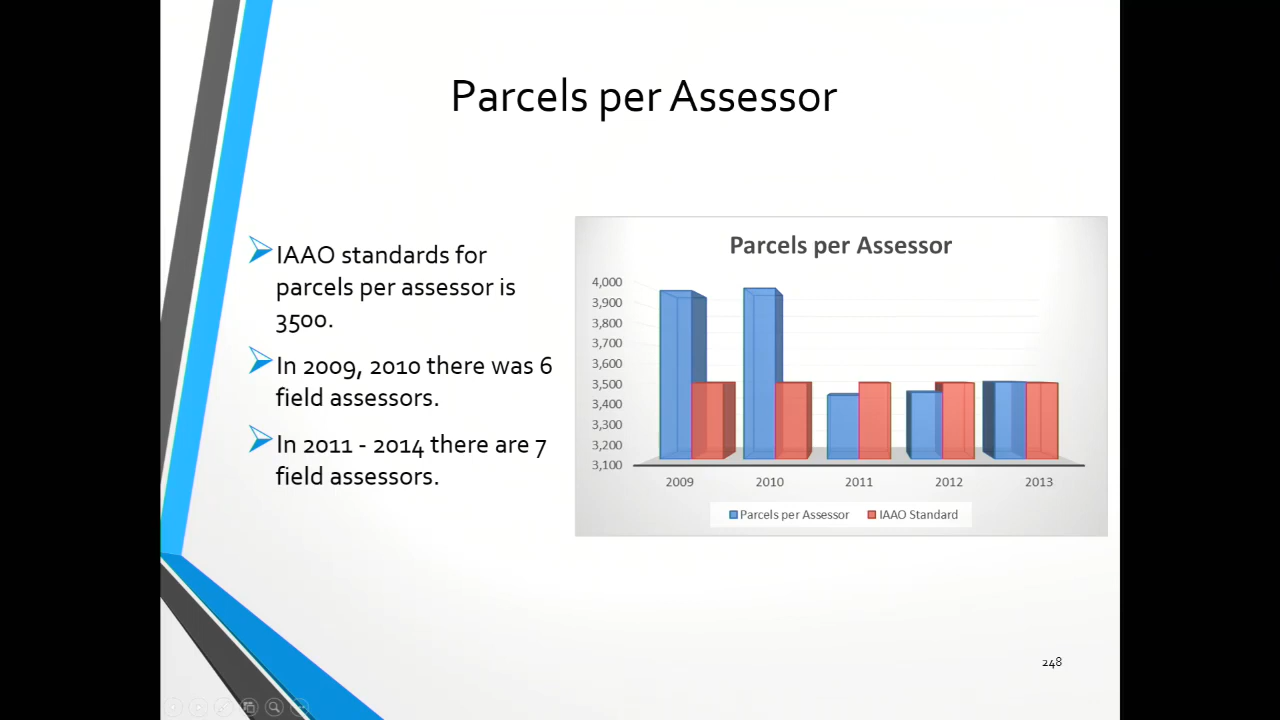 Parcels per Assessor
IAAO standards for
parcels per assessor is
3500.
In 2009, 2010 there was 6
field assessors.
In 2011 - 2014 there are 7
field assessors.
Parcels per Assessor
4,000
3,900
3,800
3,700
3,600
3,500
3,400
3,300
3,200
3,100
2009 2010 2011 2012 2013
Parcels per Assessor IAAO Standard
248